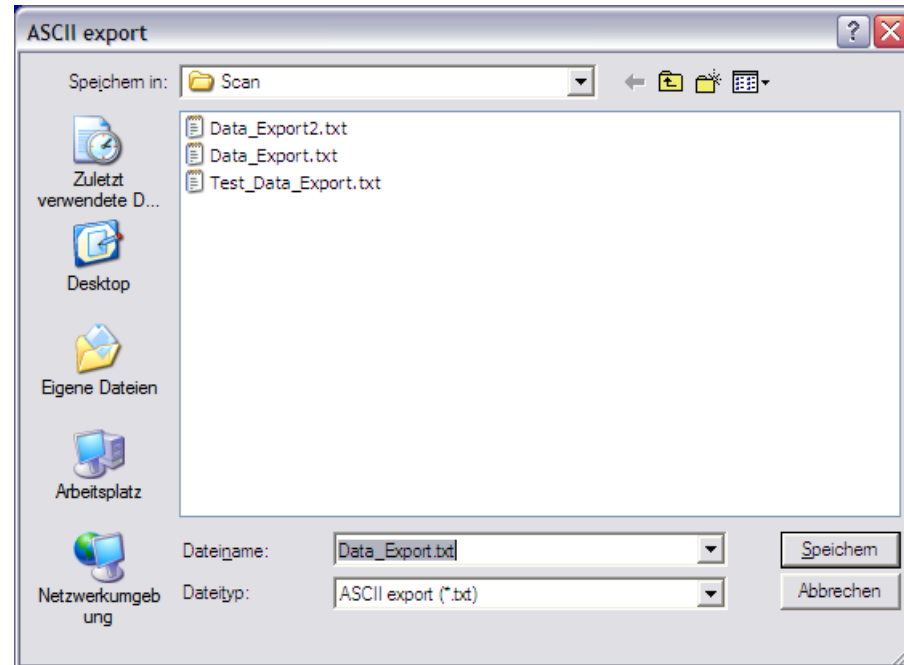 ASCII export
Speichern in:
Scan
Zuletzt
verwendete D...
Desktop
Eigene Dateien
Arbeitsplatz
Netzwerkumgeb
ung
Data_Export2.txt
Data_Export.txt
Test_Data_Export.txt
Dateiname:
Data_Export.txt
Speichern
Dateityp:
ASCII export (*.txt)
Abbrechen